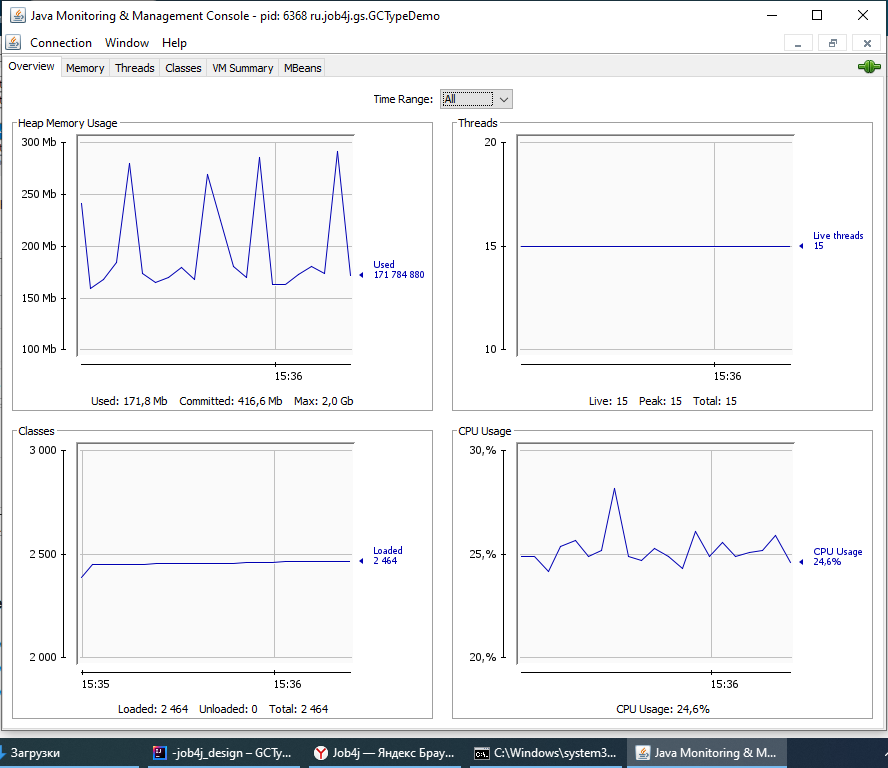 Java Monitoring & Management Console - pid: 6368 ru.job4j.gs.GCTypeDemo
Connection Window Help
Overview Memory Threads Classes VM Summary MBeans
Time Range: All
Heap Memory Usage
300 Mb
250 Mb
200 Mb
150 Mb
100 Mb
Used
171 784 880
15:36
Used: 171,8 Mb Committed: 416,6 Mb Max: 2,0 Gb
Threads
20
15
10
Live threads
15
15:36
Live: 15 Peak: 15 Total: 15
Classes
3 000
2 500
2 000
Loaded
2 464
15:35 15:36
Loaded: 2 464 Unloaded: 0 Total: 2 464
CPU Usage
30,%
25,%
20,%
CPU Usage
24,6%
15:36
CPU Usage: 24,6%
Загрузки
-job4j_design – GCTy...
Job4j — Яндекс Брау...
C:\Windows\system3...
Java Monitoring & M...